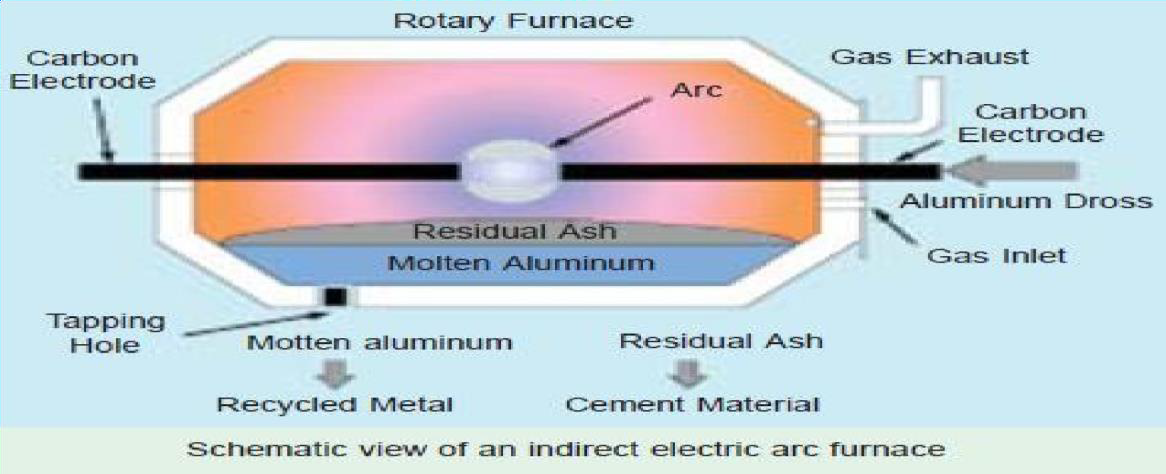 Rotary Furnace
Carbon
Electrode
Gas Exhaust
Arc
Carbon
Electrode
Aluminum Dross
Residual Ash
Molten Aluminum
Gas Inlet
Tapping
Hole
Motten aluminum
Residual Ash
Recycled Metal
Cement Material
Schematic view of an indirect electric arc furnace